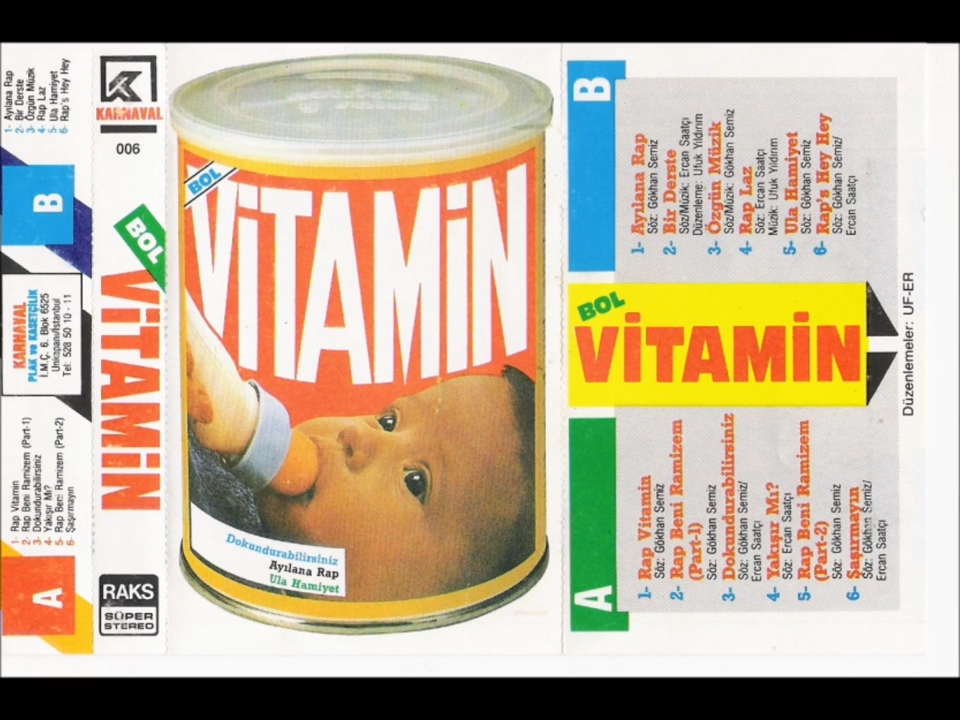 1- Ayılana Rap
2- Bir Derste
3- Özgün Müzik
4- Rap Laz
5- Ula Hamiyet
6- Rap's Hey Hey
B
KARNAVAL
PLAK ve KASETÇİLİK
İ.M.Ç. 6. Blok 6525
Unkapanı/İstanbul
Tel: 528 50 10 - 11
1- Rap Vitamin
2- Rap Beni Ramizem (Part-1)
3- Dokundurabilirsiniz
4- Yakışır Mı?
5- Rap Beni Ramizem (Part-2)
6- Şaşırmayın
A
K
KARNAVAL
006
BOL
VİTAMİN
RAKS
SÜPER
STEREO
BOL
VİTAMİN
Dokundurabilirsiniz
Ayılana Rap
Ula Hamiyet
B
1- Ayılana Rap
Söz: Gökhan Semiz
2- Bir Derste
Söz/Müzik: Ercan Saatçı
Düzenleme: Ufuk Yıldırım
3- Özgün Müzik
Söz/Müzik: Gökhan Semiz
4- Rap Laz
Söz: Ercan Saatçı
Müzik: Ufuk Yıldırım
5- Ula Hamiyet
Söz: Gökhan Semiz
6- Rap's Hey Hey
Söz: Gökhan Semiz/
Ercan Saatçı
BOL
VİTAMİN
Düzenlemeler: UF-ER
A
1- Rap Vitamin
Söz: Gökhan Semiz
2- Rap Beni Ramizem
(Part-1)
Söz: Gökhan Semiz
3- Dokundurabilirsiniz
Söz: Gökhan Semiz/
Ercan Saatçı
4- Yakışır Mı?
Söz: Ercan Saatçı
5- Rap Beni Ramizem
(Part-2)
Söz: Gökhan Semiz
6- Şaşırmayın
Söz: Gökhan Semiz/
Ercan Saatçı